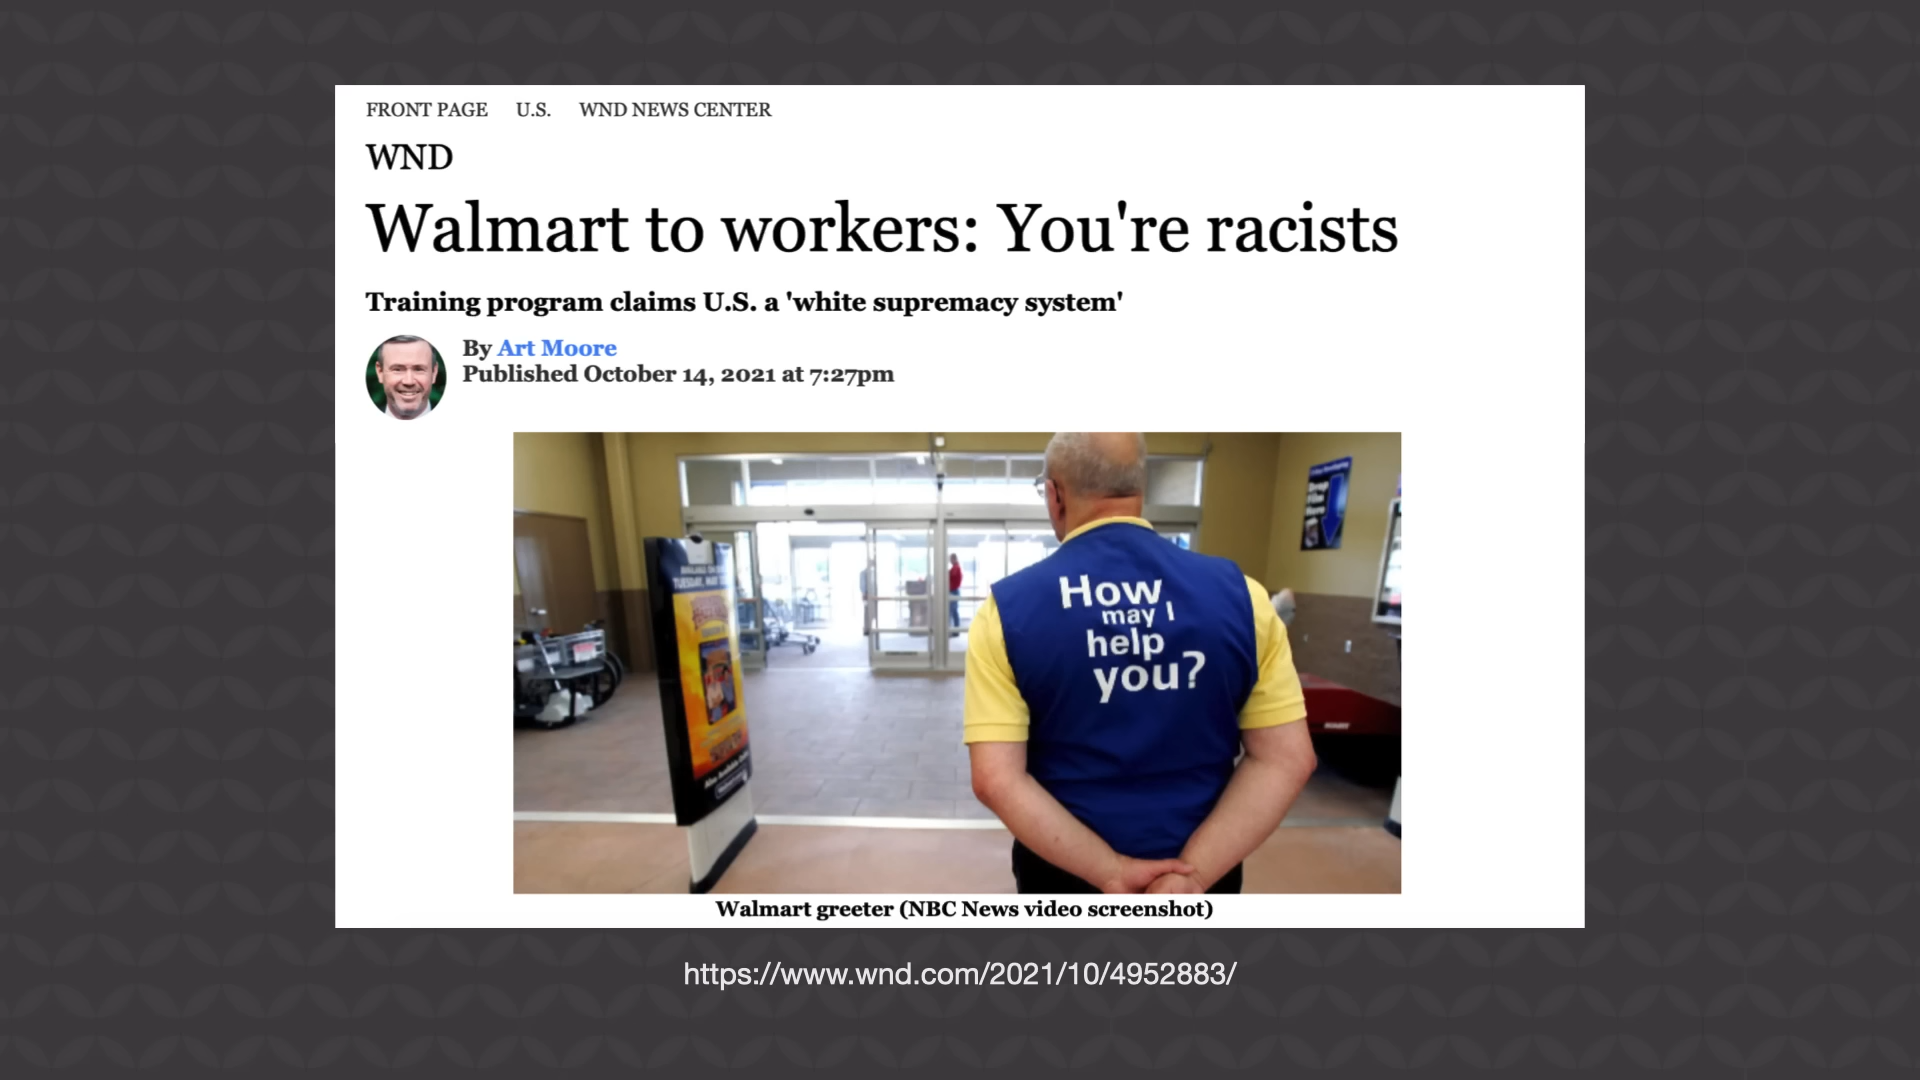 FRONT PAGE U.S. WND NEWS CENTER
WND
Walmart to workers: You're racists
Training program claims U.S. a 'white supremacy system'
By Art Moore
Published October 14, 2021 at 7:27pm
TUESDAY, MAY
How
may I
help
you?
Walmart greeter (NBC News video screenshot)
https://www.wnd.com/2021/10/4952883/